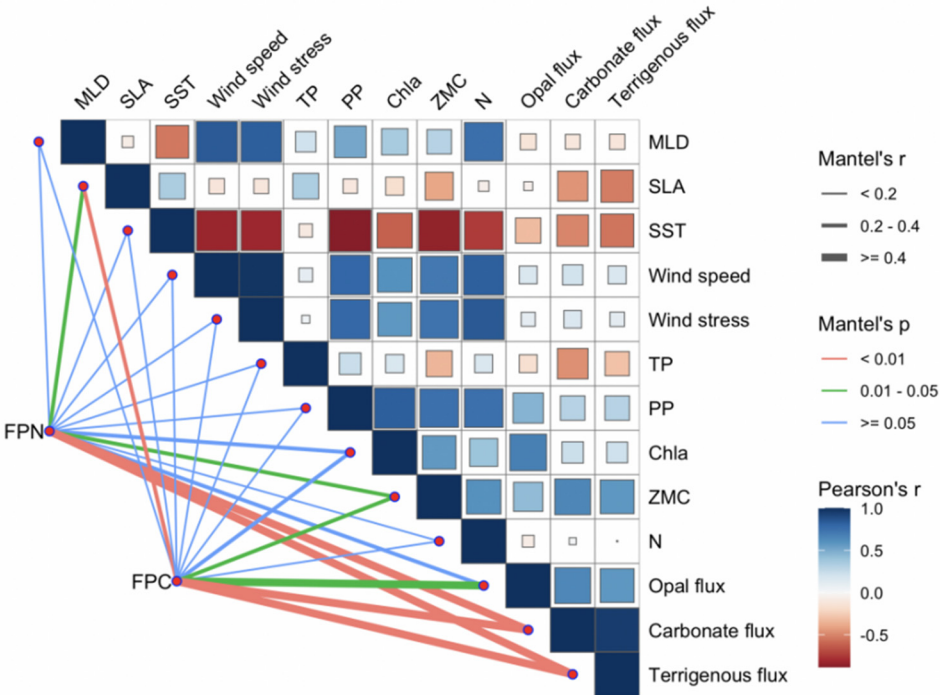 MLD
SLA
SST
Wind speed
Wind stress
TP
PP
Chla
ZMC
N
Opal flux
Carbonate flux
Terrigenous flux
MLD
SLA
SST
Wind speed
Wind stress
TP
PP
Chla
ZMC
N
Opal flux
Carbonate flux
Terrigenous flux
FPN
FPC
Mantel's r
< 0.2
0.2 - 0.4
>= 0.4
Mantel's p
< 0.01
0.01 - 0.05
>= 0.05
Pearson's r
1.0
0.5
0.0
-0.5